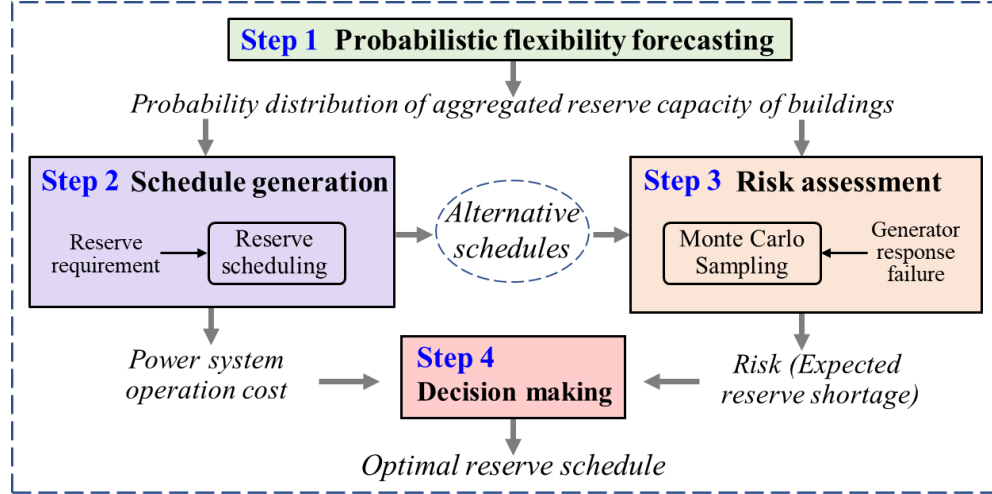 Step 1 Probabilistic flexibility forecasting
Probability distribution of aggregated reserve capacity of buildings
Step 2 Schedule generation
Reserve
requirement
Reserve
scheduling
Alternative
schedules
Step 3 Risk assessment
Monte Carlo
Sampling
Generator
response
failure
Power system
operation cost
Step 4
Decision making
Risk (Expected
reserve shortage)
Optimal reserve schedule